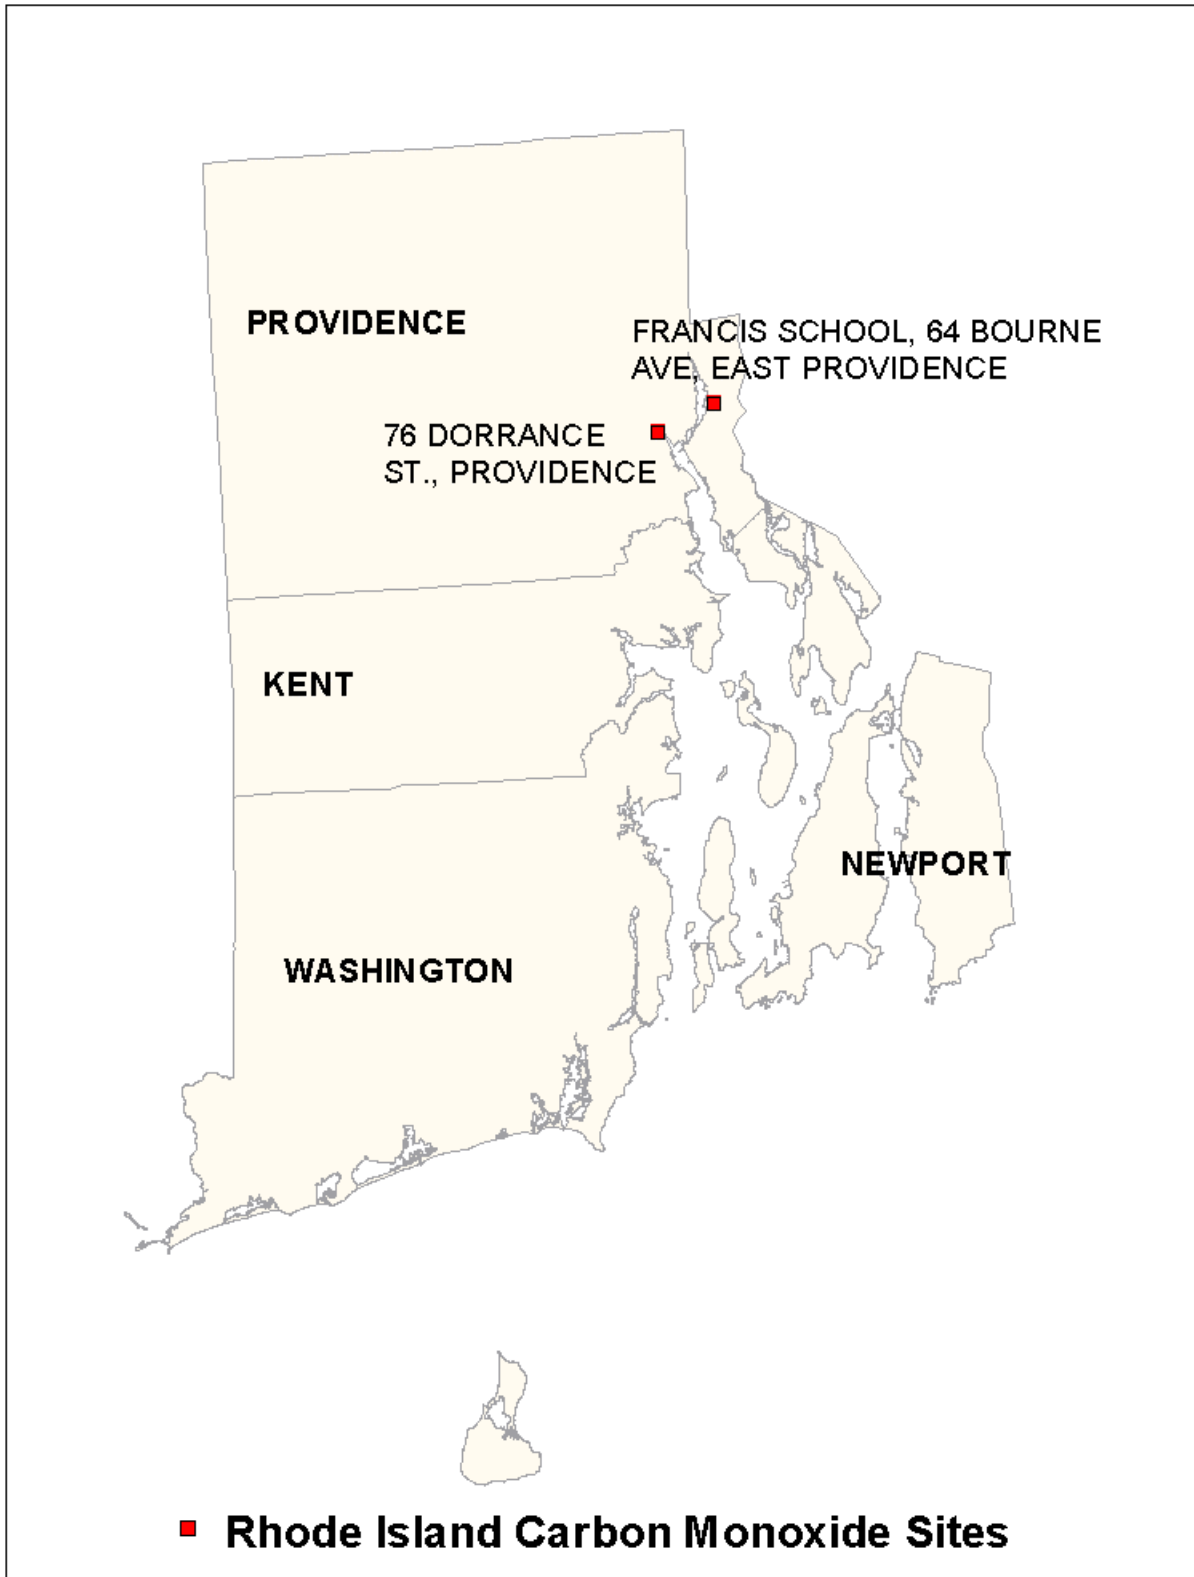 PROVIDENCE
FRANCIS SCHOOL, 64 BOURNE
AVE, EAST PROVIDENCE
76 DORRANCE
ST., PROVIDENCE
KENT
NEWPORT
WASHINGTON
Rhode Island Carbon Monoxide Sites